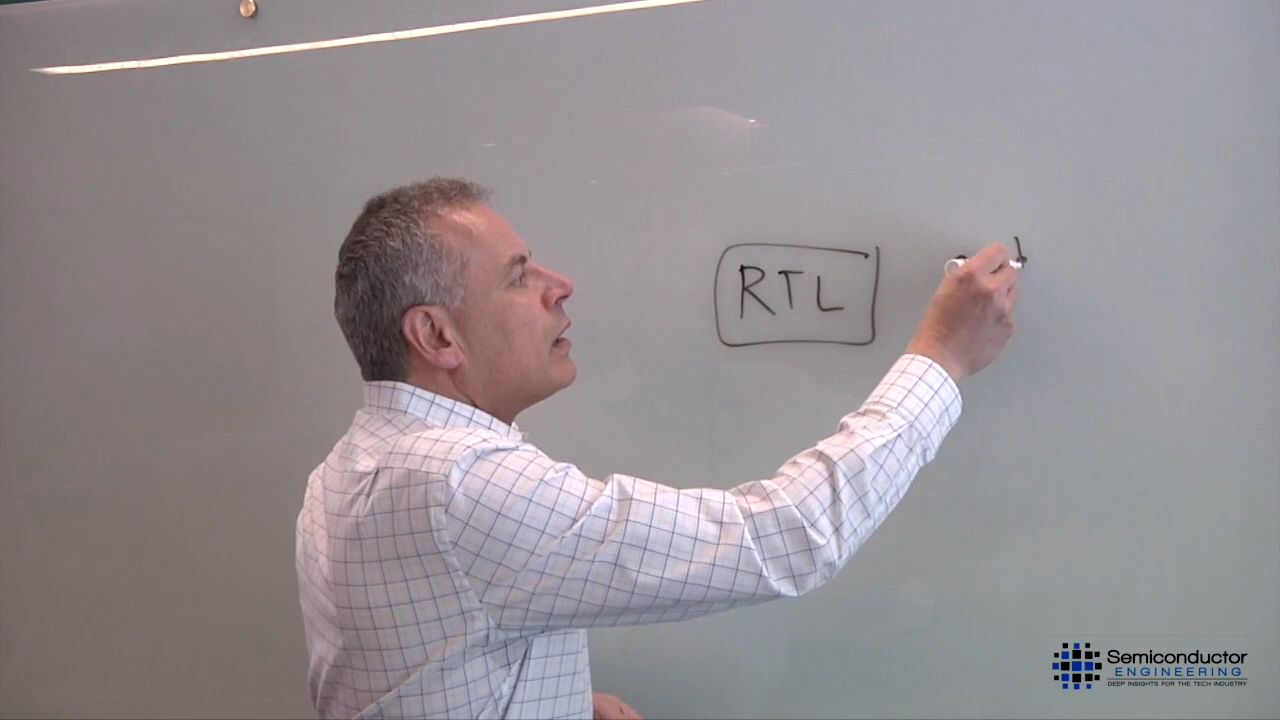 RTL
Semiconductor
ENGINEERING
DEEP INSIGHTS FOR THE TECH INDUSTRY